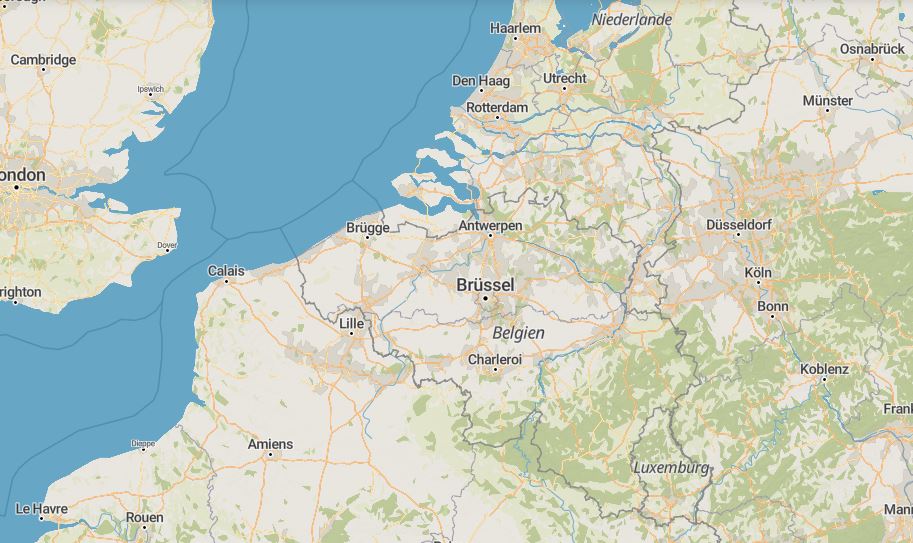 Haarlem
Niederlande
Osnabrück
Cambridge
Ipswich
Den Haag
Utrecht
Rotterdam
Münster
ondon
Dover
Brügge
Antwerpen
Düsseldorf
Calais
Brüssel
Köln
righton
Bonn
Lille
Belgien
Charleroi
Koblenz
Frank
Dieppe
Amiens
Luxemburg
Le Havre
Rouen
Mann